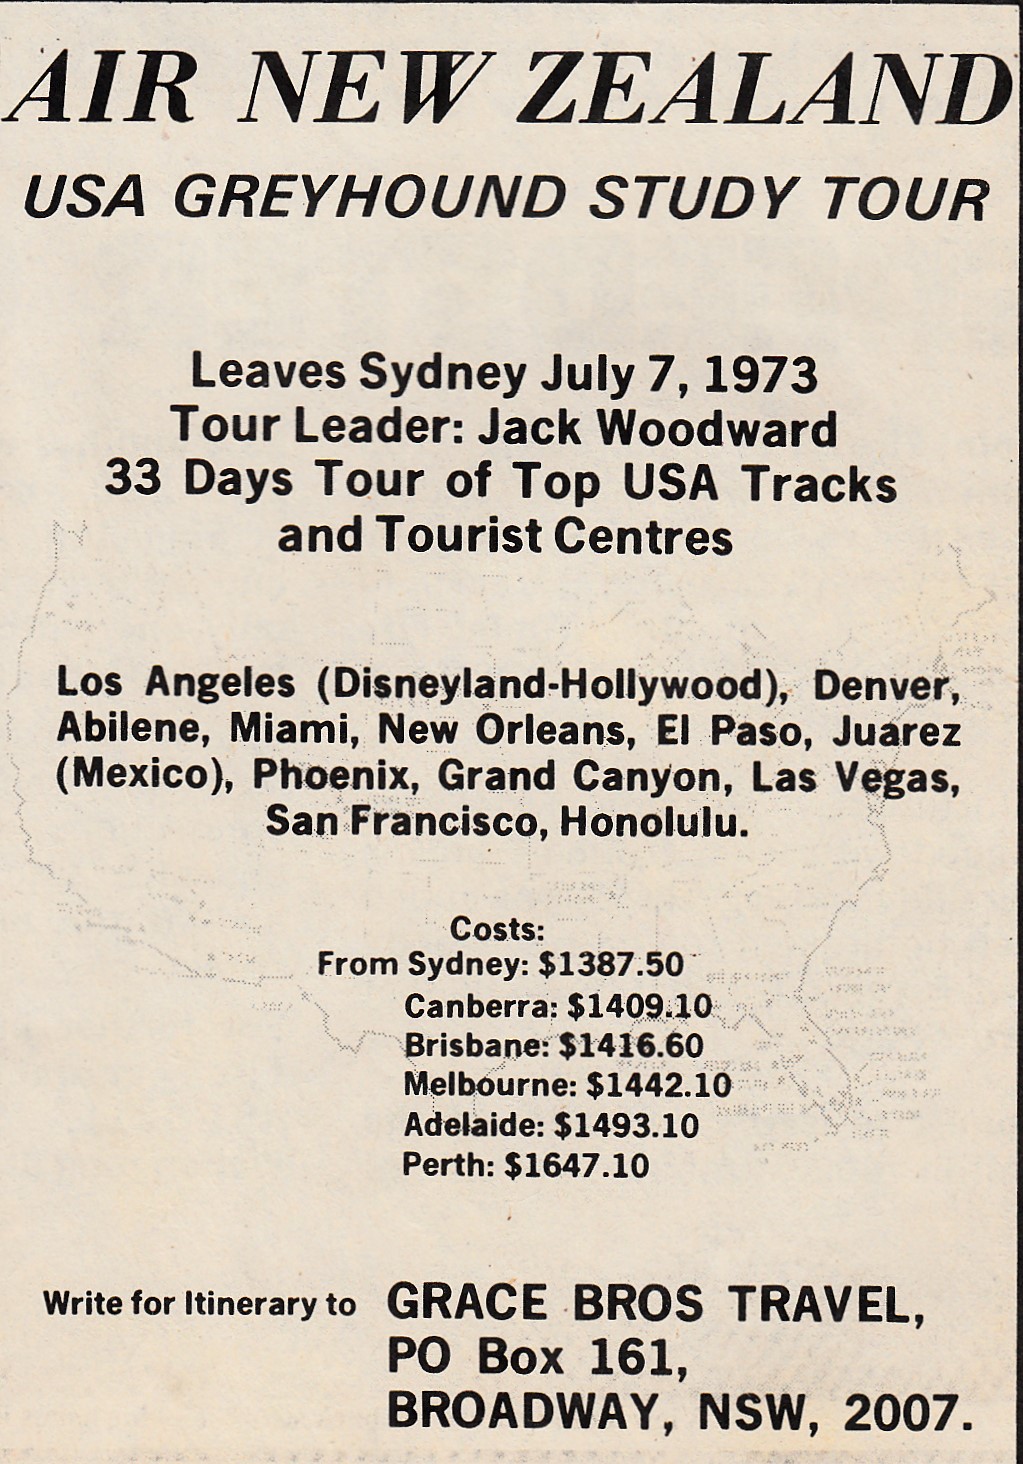 AIR NEW ZEALAND
USA GREYHOUND STUDY TOUR
Leaves Sydney July 7, 1973
Tour Leader: Jack Woodward
33 Days Tour of Top USA Tracks
and Tourist Centres
Los Angeles (Disneyland-Hollywood), Denver,
Abilene, Miami, New Orleans, El Paso, Juarez
(Mexico), Phoenix, Grand Canyon, Las Vegas,
San Francisco, Honolulu.
Costs:
From Sydney: $1387.50
Canberra: $1409.10
Brisbane: $1416.60
Melbourne: $1442.10
Adelaide: $1493.10
Perth: $1647.10
Write for Itinerary to GRACE BROS TRAVEL,
PO Box 161,
BROADWAY, NSW, 2007.